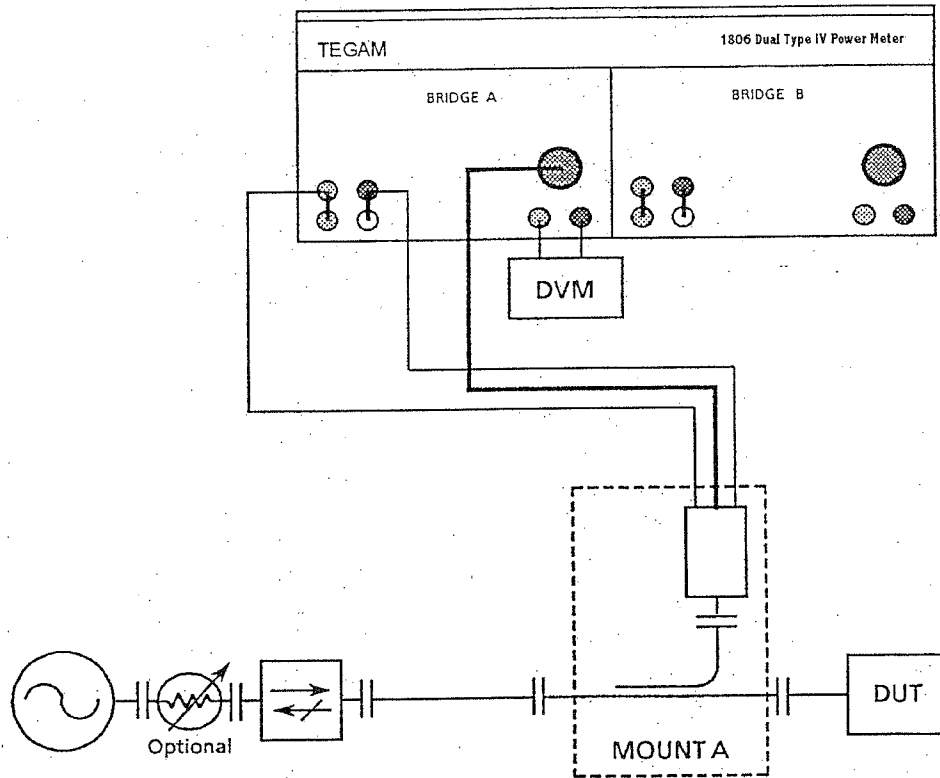 TEGAM
1806 Dual Type IV Power Meter
BRIDGE A
BRIDGE B
DVM
Optional
MOUNT A
DUT